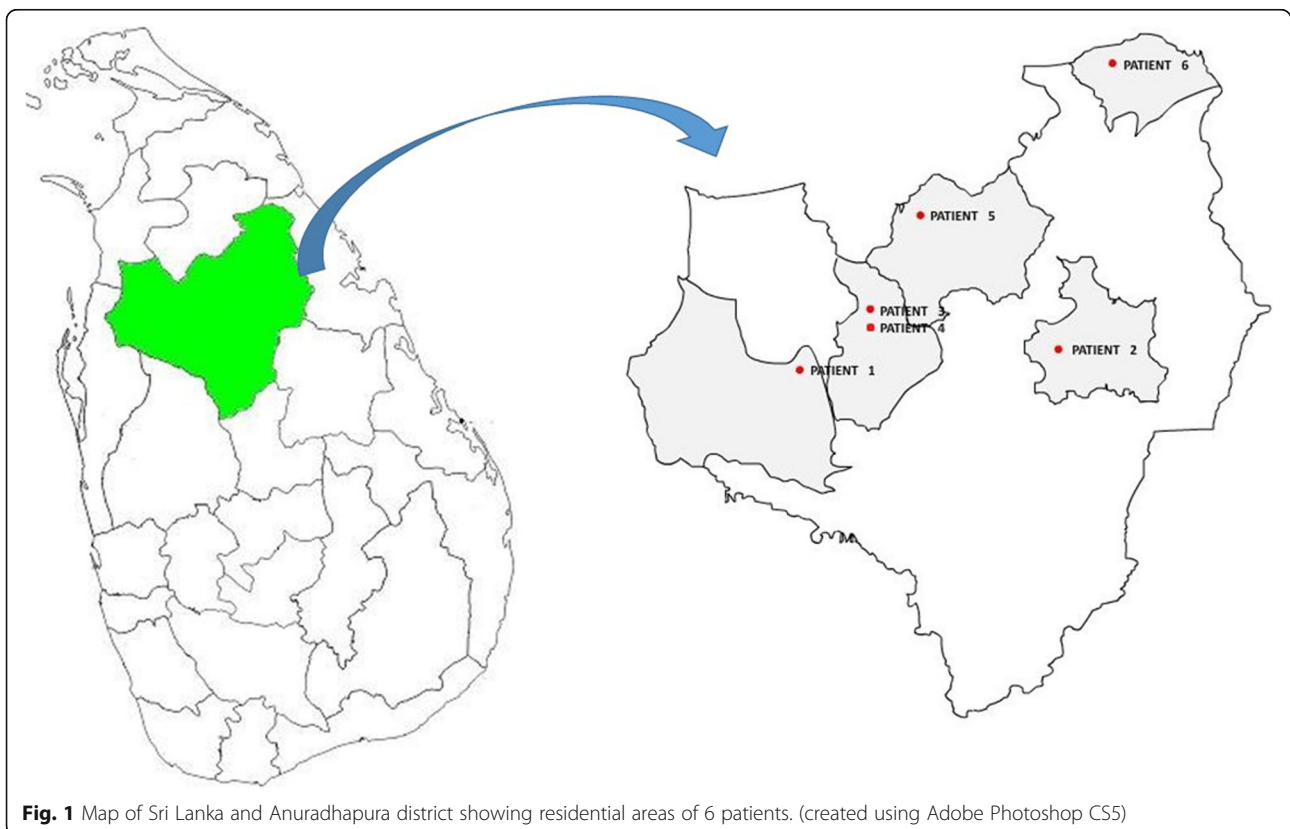 PATIENT 6
PATIENT 5
PATIENT 3
PATIENT 4
PATIENT 2
PATIENT 1
Fig. 1 Map of Sri Lanka and Anuradhapura district showing residential areas of 6 patients. (created using Adobe Photoshop CS5)